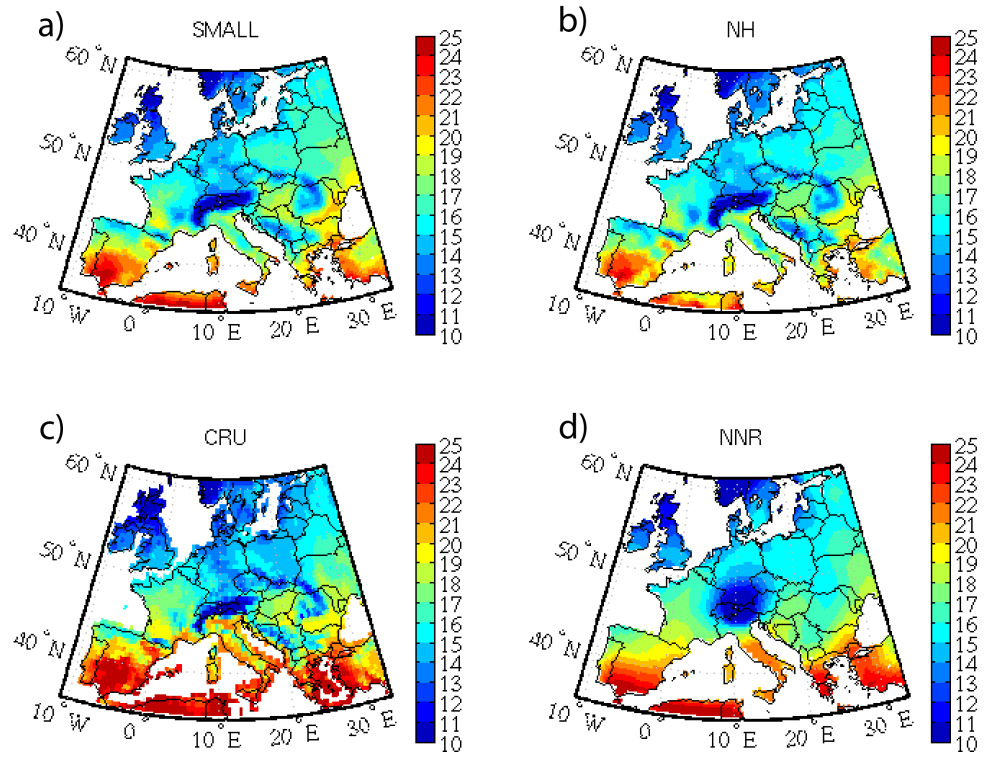 a) SMALL
60 °N
50 °N
40 °N
10 °W
0
10 °E
20 °E
30 °E
25
24
23
22
21
20
19
18
17
16
15
14
13
12
11
10
b) NH
60 °N
50 °N
40 °N
10 °W
0
10 °E
20 °E
30 °E
25
24
23
22
21
20
19
18
17
16
15
14
13
12
11
10
c) CRU
60 °N
50 °N
40 °N
10 °W
0
10 °E
20 °E
30 °E
25
24
23
22
21
20
19
18
17
16
15
14
13
12
11
10
d) NNR
60 °N
50 °N
40 °N
10 °W
0
10 °E
20 °E
30 °E
25
24
23
22
21
20
19
18
17
16
15
14
13
12
11
10